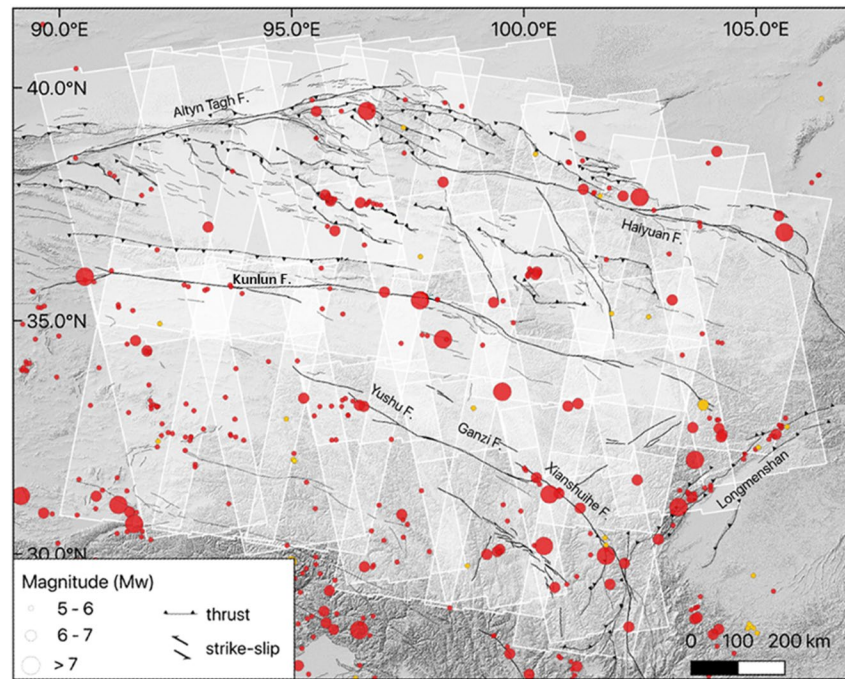 90.0°E 95.0°E 100.0°E 105.0°E
40.0°N
Altyn Tagh F.
Haiyuan F.
Kunlun F.
35.0°N
Yushu F.
Ganzi F.
Xianshuihe F.
Longmenshan
30.0°N
Magnitude (Mw)
5 - 6
6 - 7
> 7
thrust
strike-slip
0 100 200 km